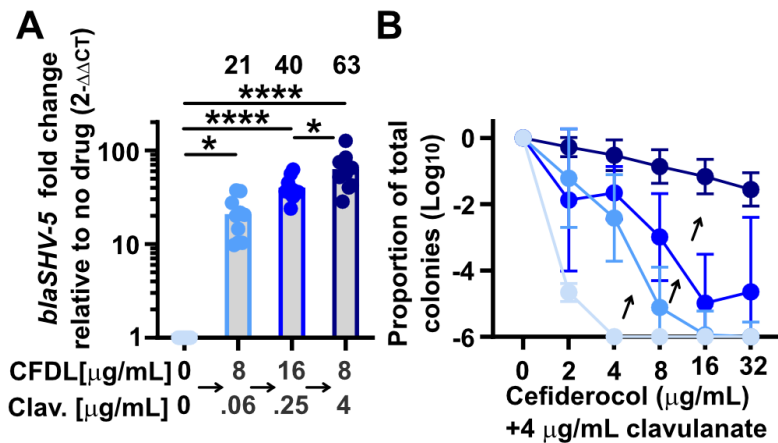 A
21 40 63
****
****
* *
blaSHV-5 fold change
relative to no drug (2-ΔΔCT)
100
10
1
CFDL[μg/mL] 0 → 8 → 16 → 8
Clav. [μg/mL] 0 .06 .25 4
B
Proportion of total
colonies (Log10)
0
-2
-4
-6
0 2 4 8 16 32
Cefiderocol (μg/mL)
+4 μg/mL clavulanate